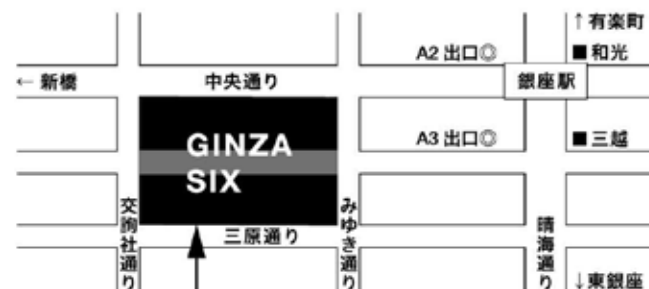 ↑有楽町
A2 出口◎
■和光
← 新橋
中央通り
銀座駅
GINZA
SIX
A3 出口◎
■三越
交詢社通り
三原通り
みゆき通り
晴海通り
↓東銀座